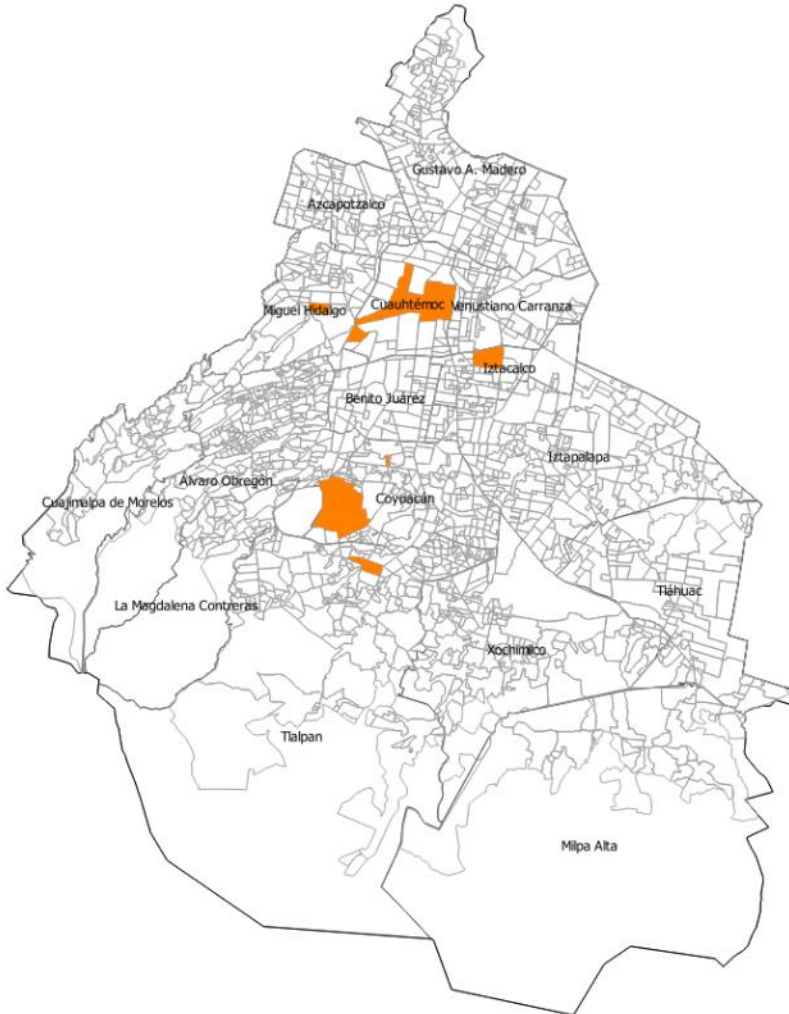 Gustavo A. Madero
Azcapotzalco
Cuauhtémoc
Venustiano Carranza
Miguel Hidalgo
Iztacalco
Benito Juárez
Iztapalapa
Álvaro Obregón
Coyoacán
Cuajimalpa de Morelos
Tláhuac
La Magdalena Contreras
Xochimilco
Tlalpan
Milpa Alta